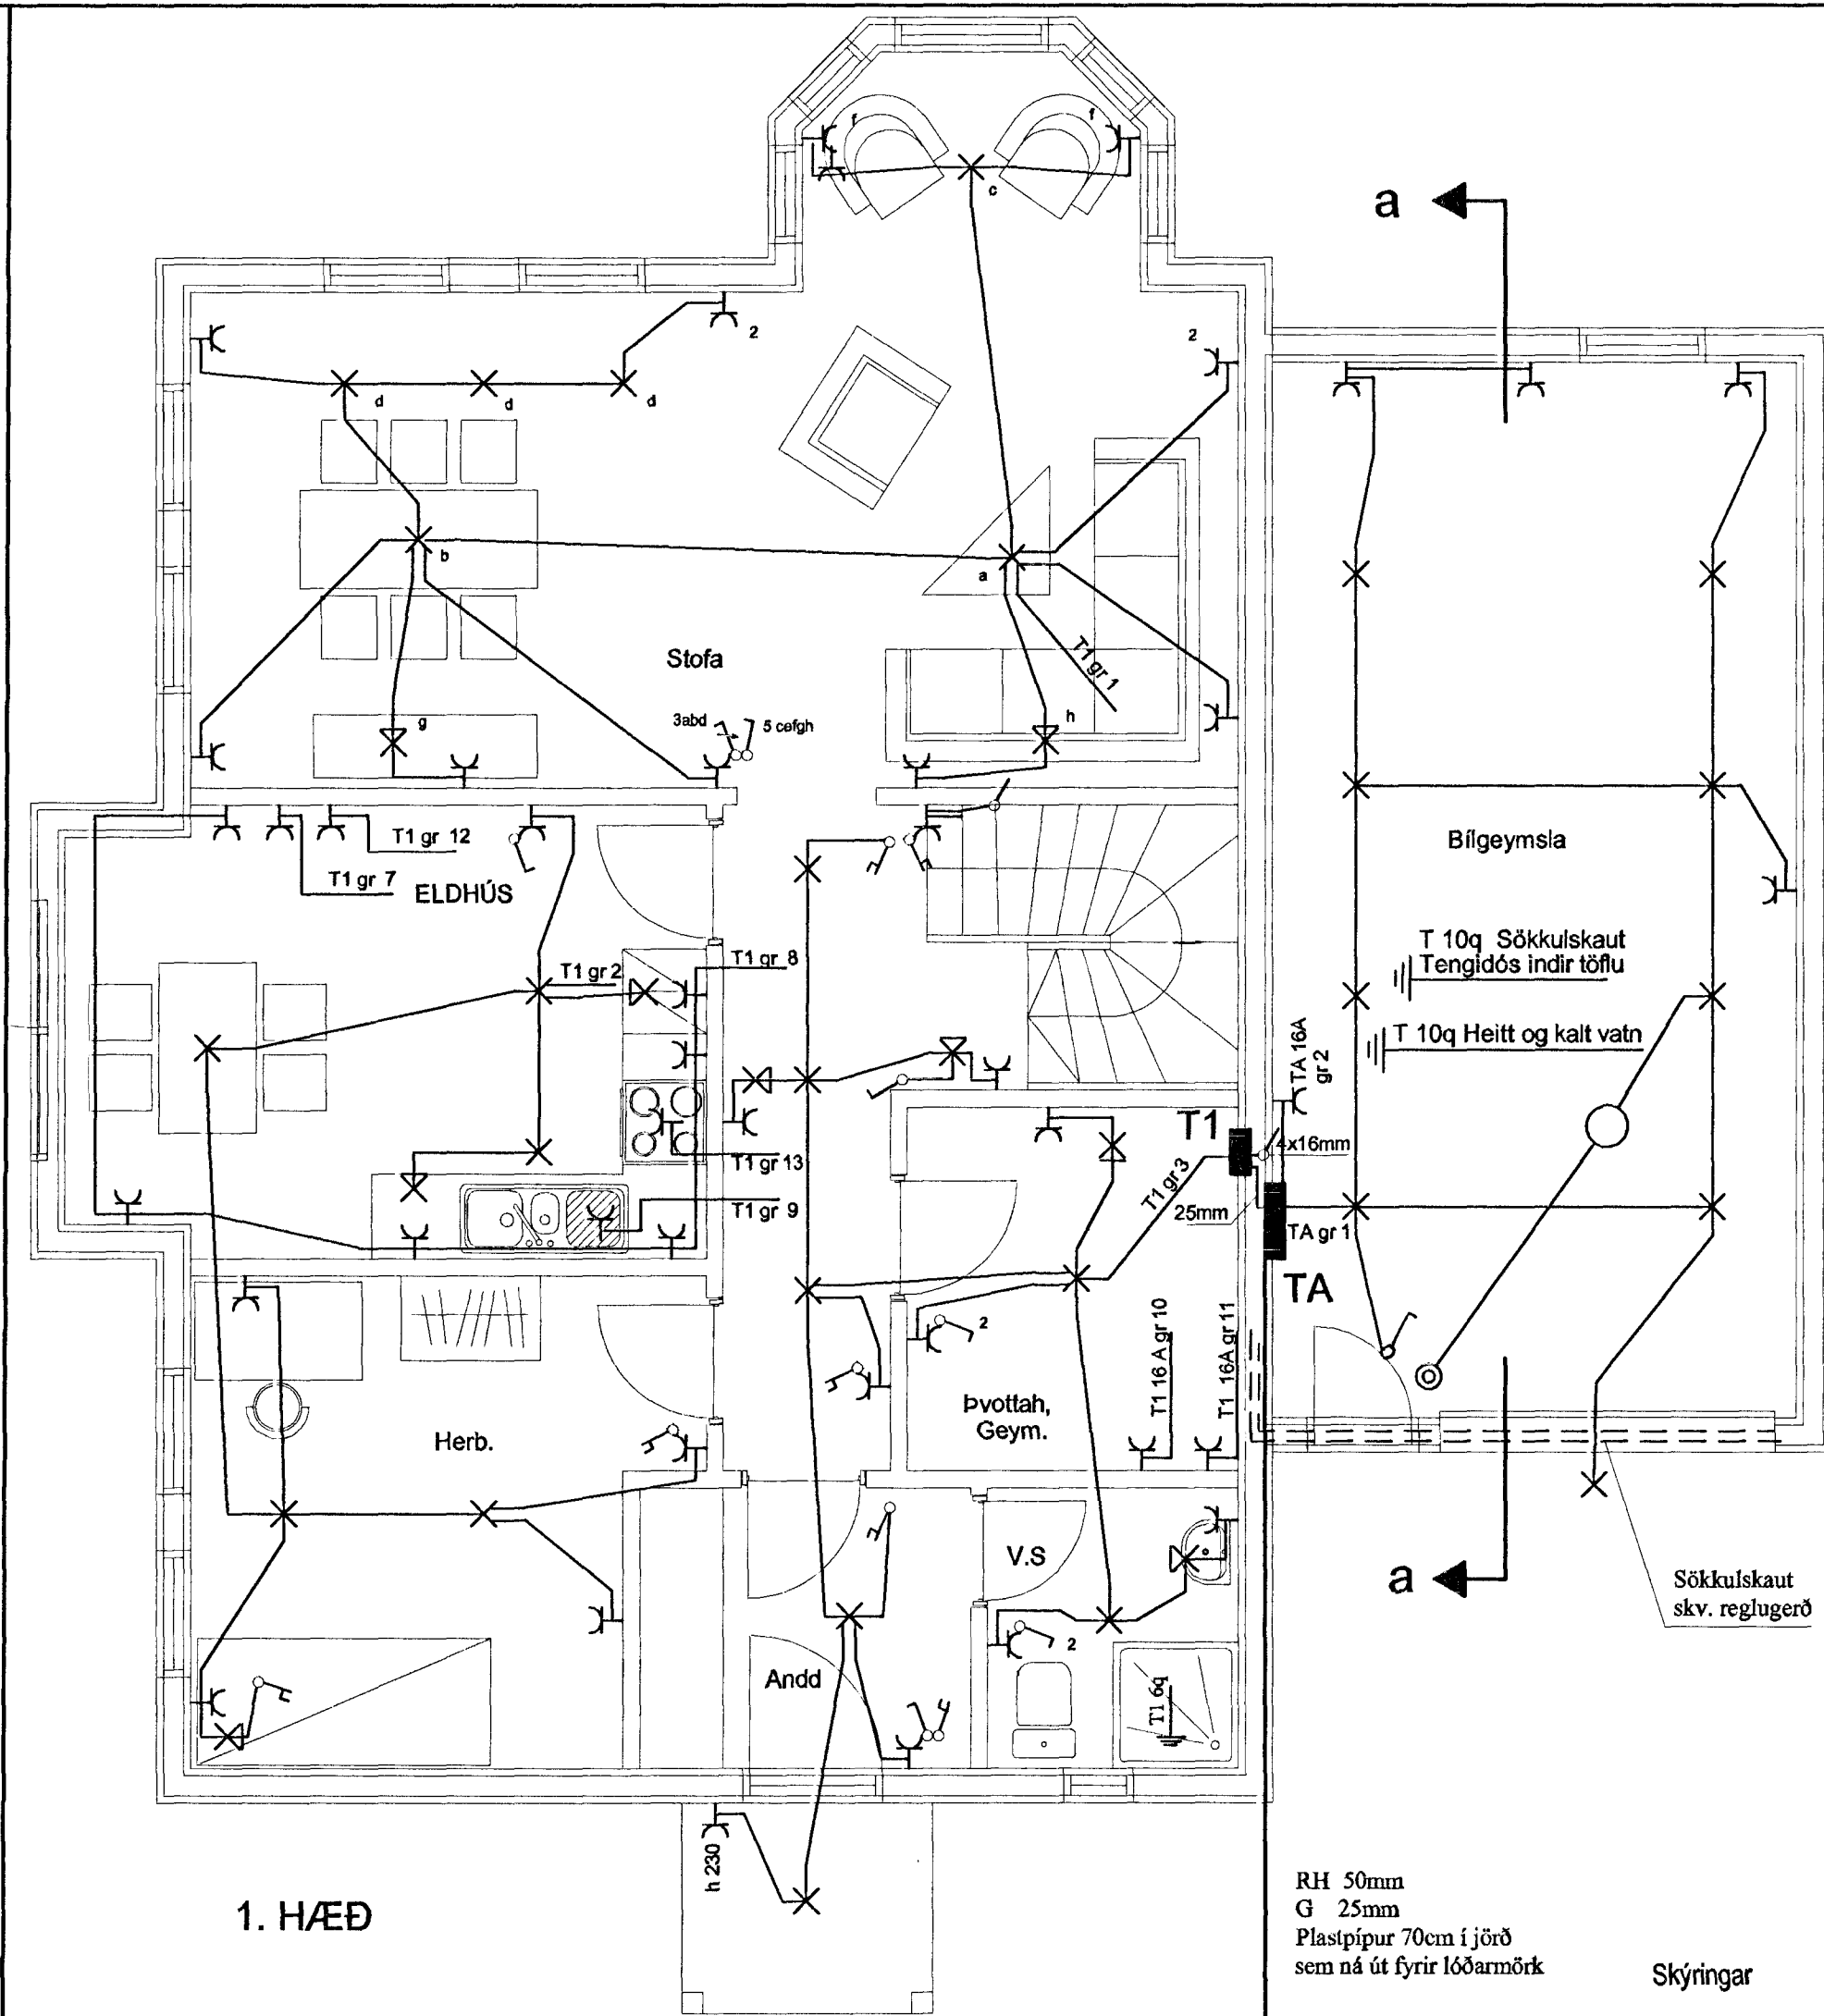 f
f
c
a
2
2
d
d
d
b
a
Stofa
T1 gr 1
3abd
5 cefgh
g
h
T1 gr 12
T1 gr 7
ELDHÚS
Bílgeymsla
T1 gr 2
T1 gr 8
T 10q Sökkulskaut
Tengidós indir töflu
T 10q Heitt og kalt vatn
TA 16A
gr 2
T1
4x16mm
T1 gr 13
T1 gr 3
T1 gr 9
25mm
TA gr 1
TA
2
T1 16 A gr 10
T1 16A gr 11
Þvottah,
Geym.
Herb.
V.S
a
Sökkulskaut
skv. reglugerð
2
Andd
T1 6q
h 230
1. HÆÐ
RH 50mm
G 25mm
Plastpípur 70cm í jörð
sem ná út fyrir lóðarmörk
Skýringar